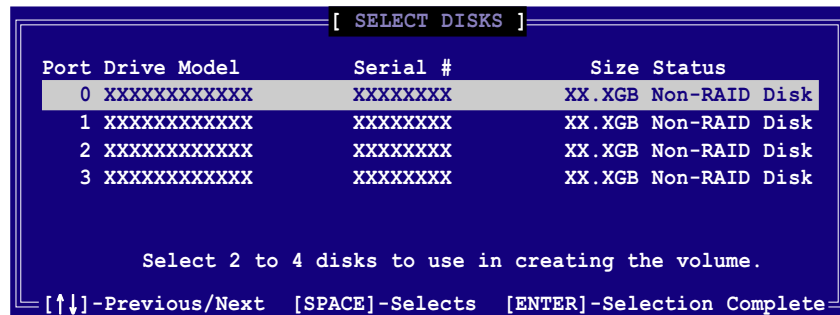 [ SELECT DISKS ]
Port Drive Model Serial # Size Status
0 XXXXXXXXXXXX XXXXXXXX XX.XGB Non-RAID Disk
1 XXXXXXXXXXXX XXXXXXXX XX.XGB Non-RAID Disk
2 XXXXXXXXXXXX XXXXXXXX XX.XGB Non-RAID Disk
3 XXXXXXXXXXXX XXXXXXXX XX.XGB Non-RAID Disk
Select 2 to 4 disks to use in creating the volume.
[↑↓]-Previous/Next [SPACE]-Selects [ENTER]-Selection Complete